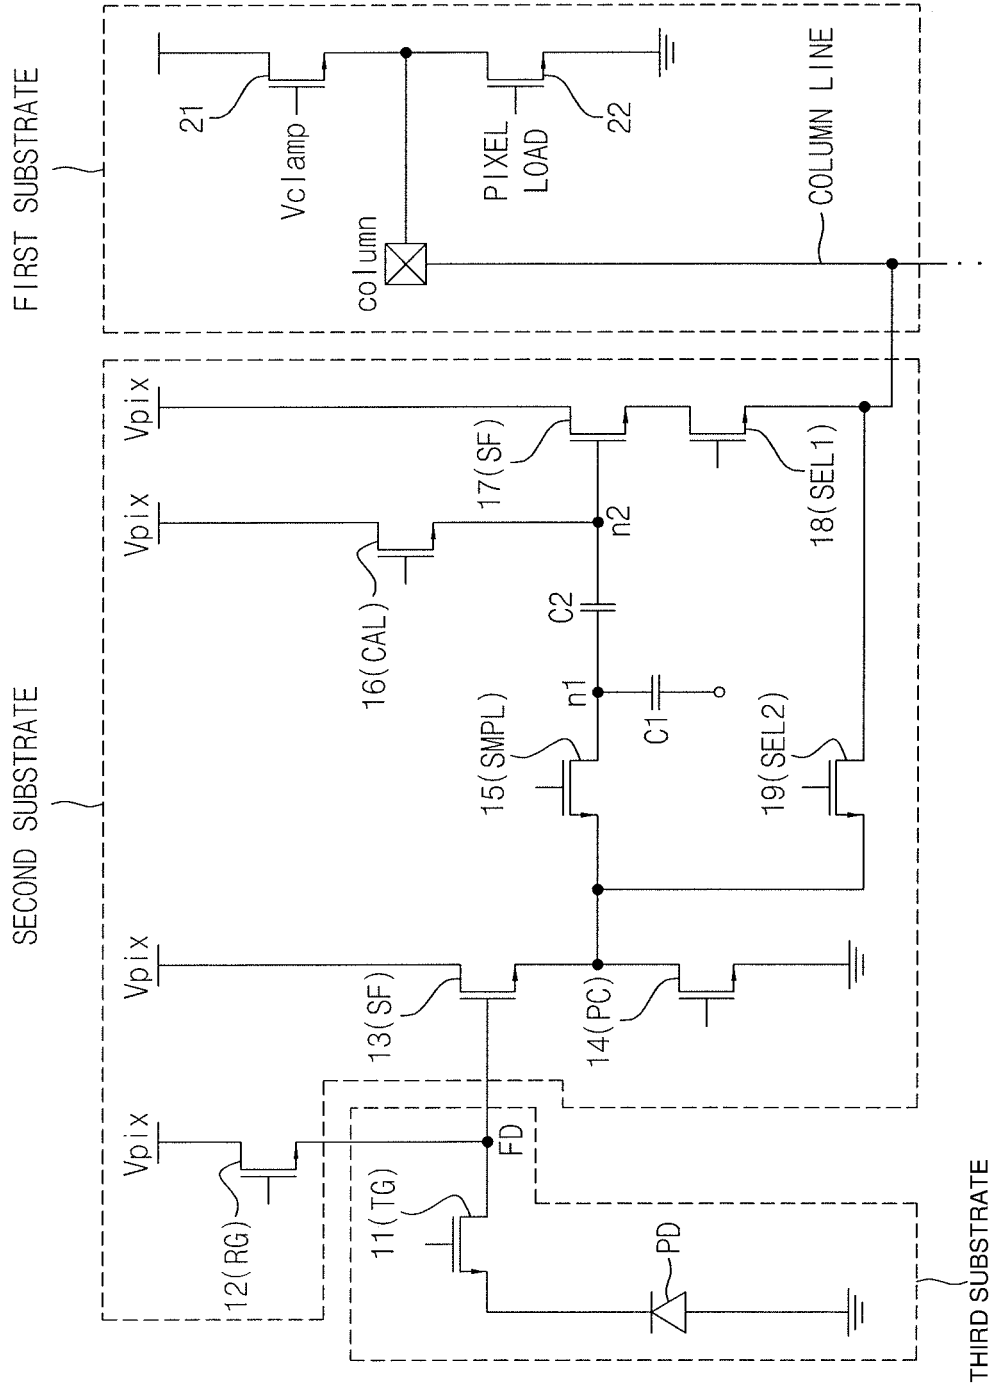 FIRST SUBSTRATE
SECOND SUBSTRATE
THIRD SUBSTRATE
Vpix
Vpix
Vpix
Vpix
12(RG)
11(TG)
FD
PD
13(SF)
14(PC)
15(SMPL)
n1
C1
C2
16(CAL)
n2
17(SF)
18(SEL1)
19(SEL2)
21
Vclamp
22
PIXEL
LOAD
column
COLUMN LINE